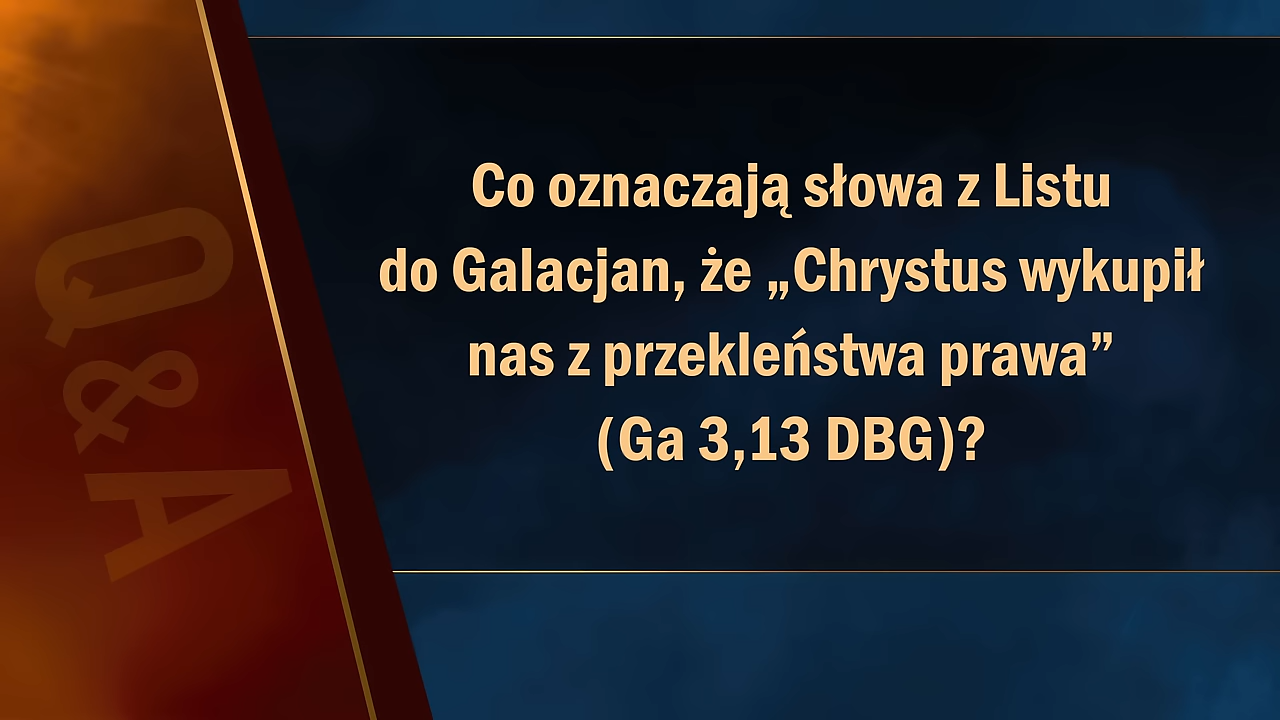 Q & A
Co oznaczają słowa z Listu
do Galacjan, że „Chrystus wykupił
nas z przekleństwa prawa”
(Ga 3,13 DBG)?